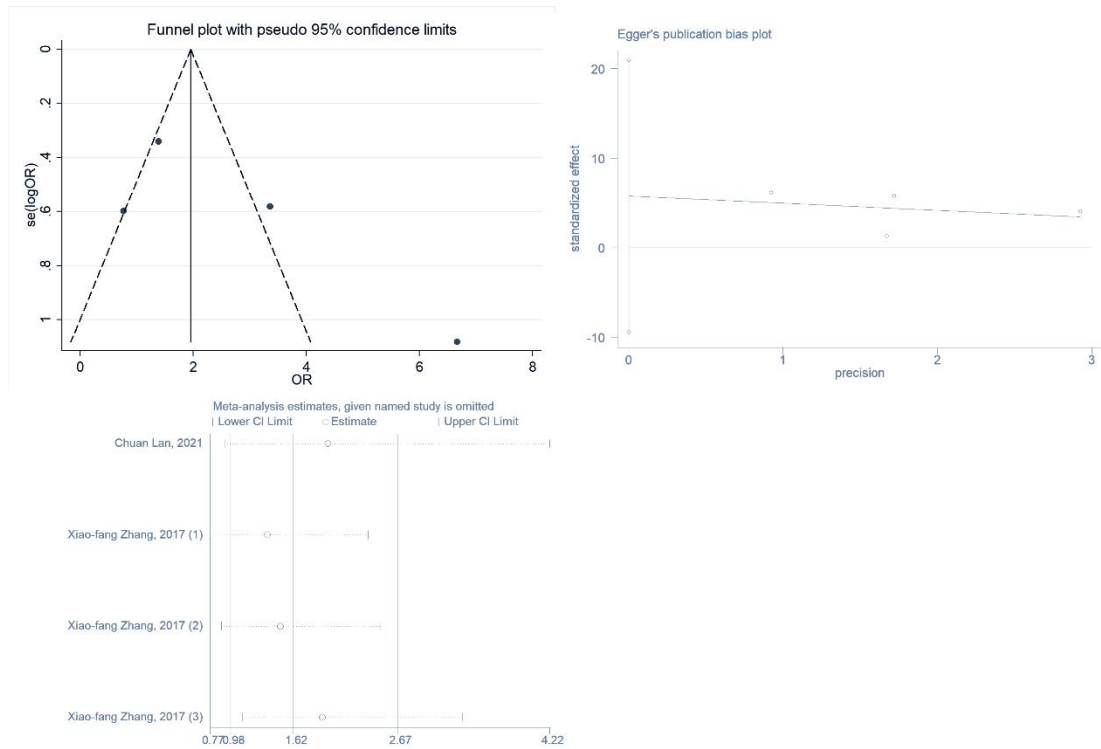 Funnel plot with pseudo 95% confidence limits
0
.2
.4
.6
.8
1
se(logOR)
0 2 4 6 8
OR
Egger's publication bias plot
20
10
0
-10
standardized effect
0 1 2 3
precision
Meta-analysis estimates, given named study is omitted
Lower CI Limit Estimate Upper CI Limit
Chuan Lan, 2021
Xiao-fang Zhang, 2017 (1)
Xiao-fang Zhang, 2017 (2)
Xiao-fang Zhang, 2017 (3)
0.77 0.98 1.62 2.67 4.22